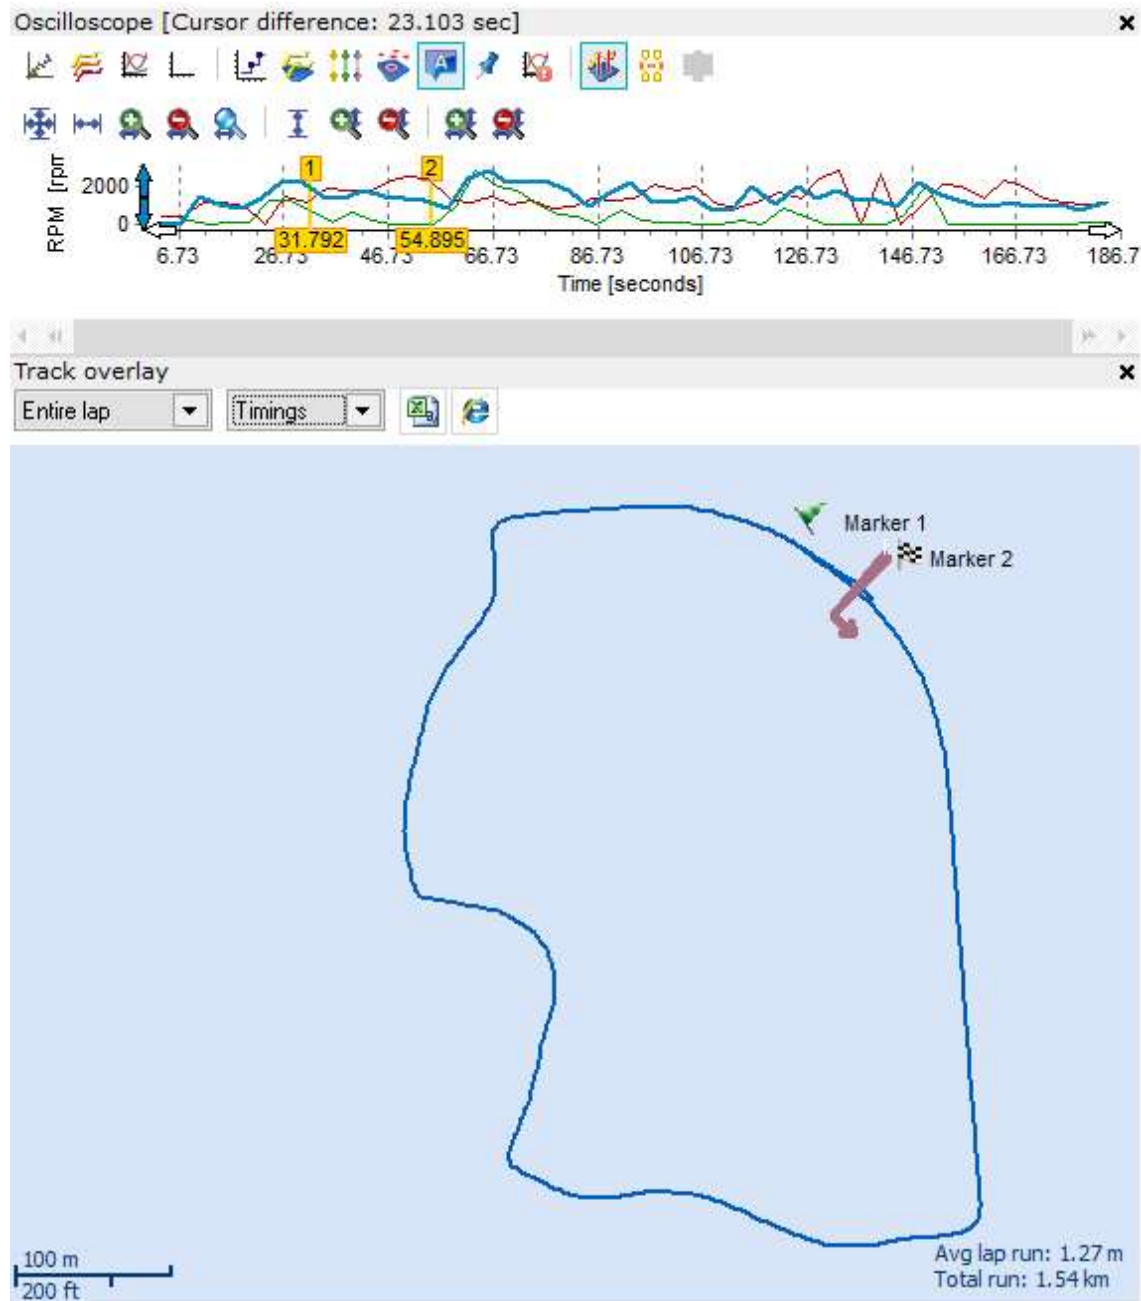 Oscilloscope [Cursor difference: 23.103 sec]
A
RPM [rpm
2000
0
1
2
31.792
54.895
6.73 26.73 46.73 66.73 86.73 106.73 126.73 146.73 166.73 186.7
Time [seconds]
Track overlay
Entire lap
Timings
Marker 1
Marker 2
100 m
200 ft
Avg lap run: 1.27 m
Total run: 1.54 km